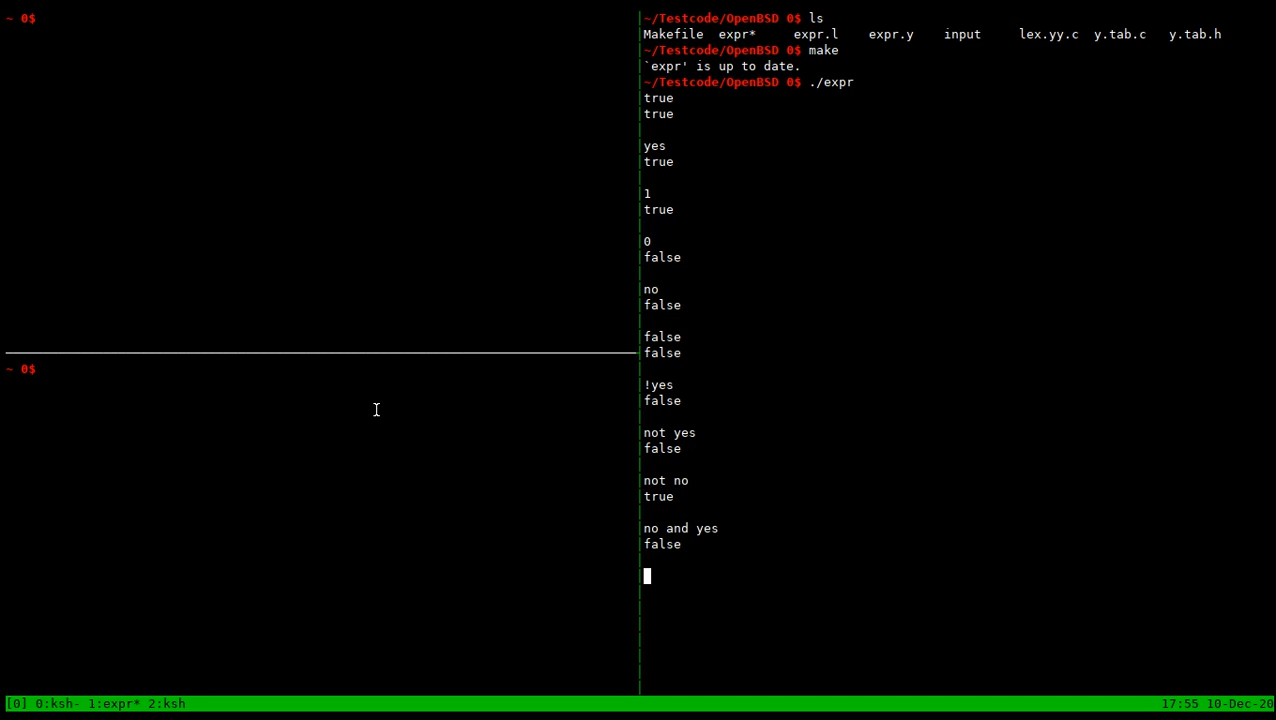 ~ 0$
~ 0$
~/Testcode/OpenBSD 0$ ls
Makefile  expr*     expr.l    expr.y    input     lex.yy.c  y.tab.c   y.tab.h
~/Testcode/OpenBSD 0$ make
`expr' is up to date.
~/Testcode/OpenBSD 0$ ./expr
true
true
yes
true
1
true
0
false
no
false
false
false
!yes
false
not yes
false
not no
true
no and yes
false
[0] 0:ksh- 1:expr* 2:ksh 17:55 10-Dec-20